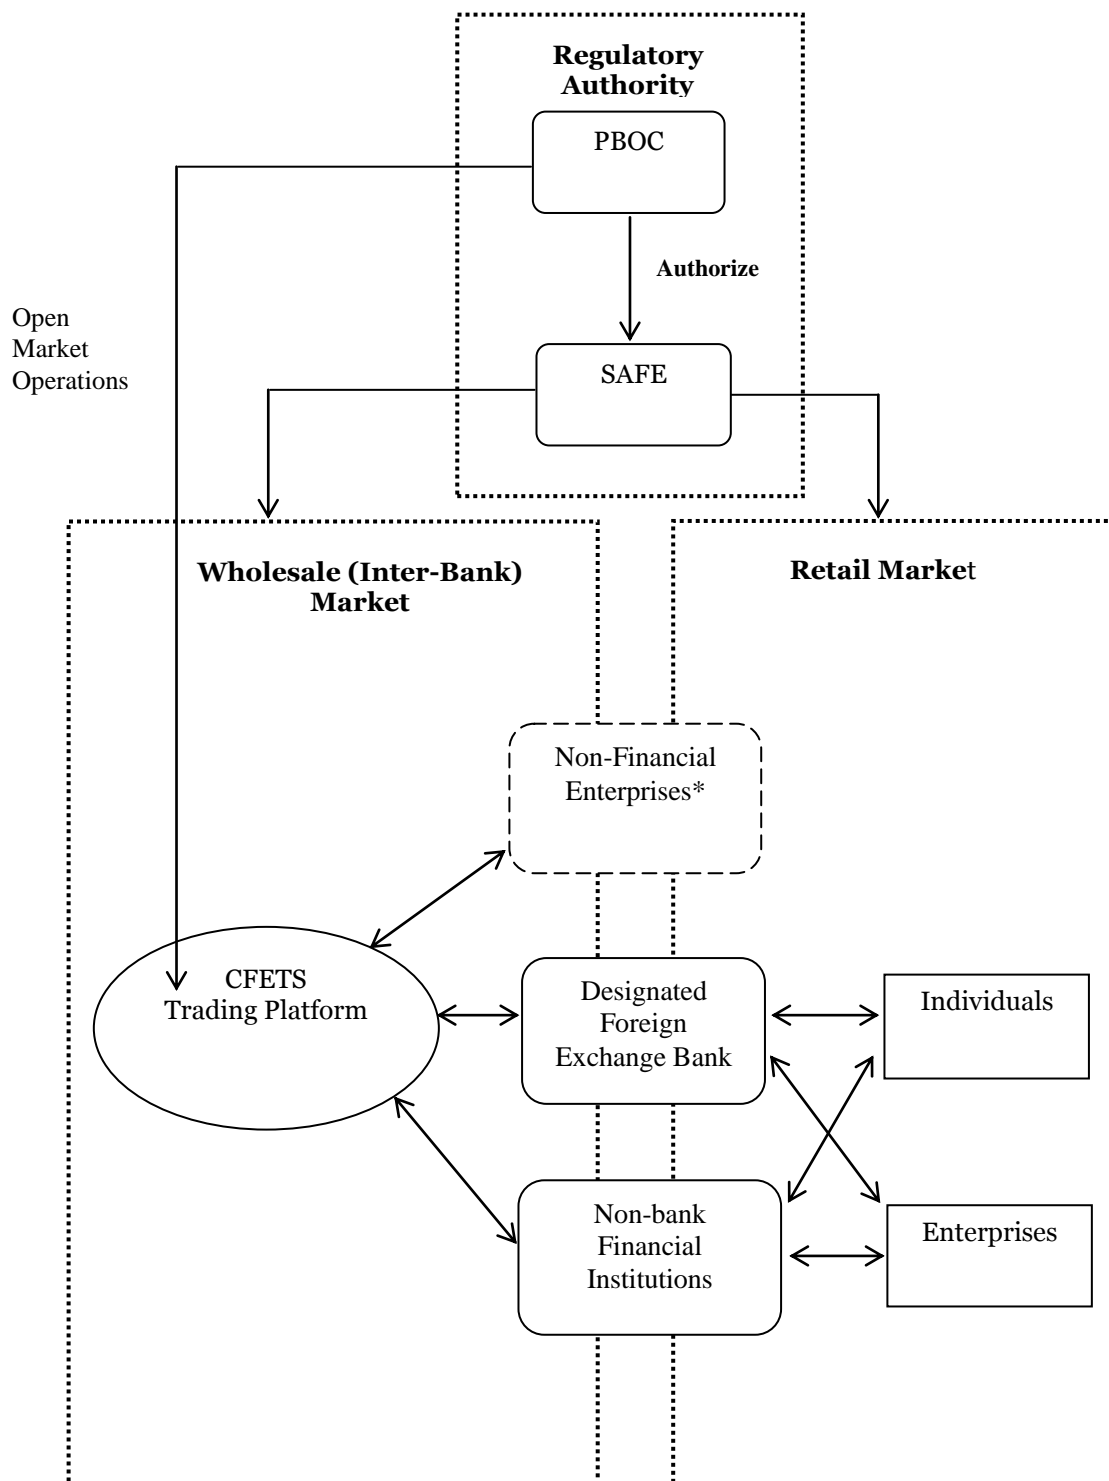 Regulatory
Authority
PBOC
Authorize
Open
Market
Operations
SAFE
Wholesale (Inter-Bank)
Market
Retail Market
Non-Financial
Enterprises*
CFETS
Trading Platform
Designated
Foreign
Exchange Bank
Individuals
Non-bank
Financial
Institutions
Enterprises